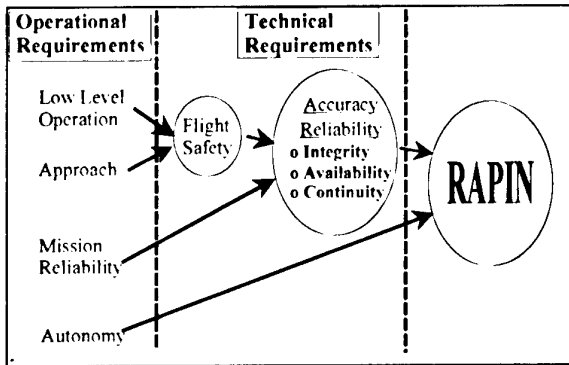 Operational
Requirements
Technical
Requirements
Low Level
Operation
Approach
Mission
Reliability
Autonomy
Flight
Safety
Accuracy
Reliability
o Integrity
o Availability
o Continuity
RAPIN